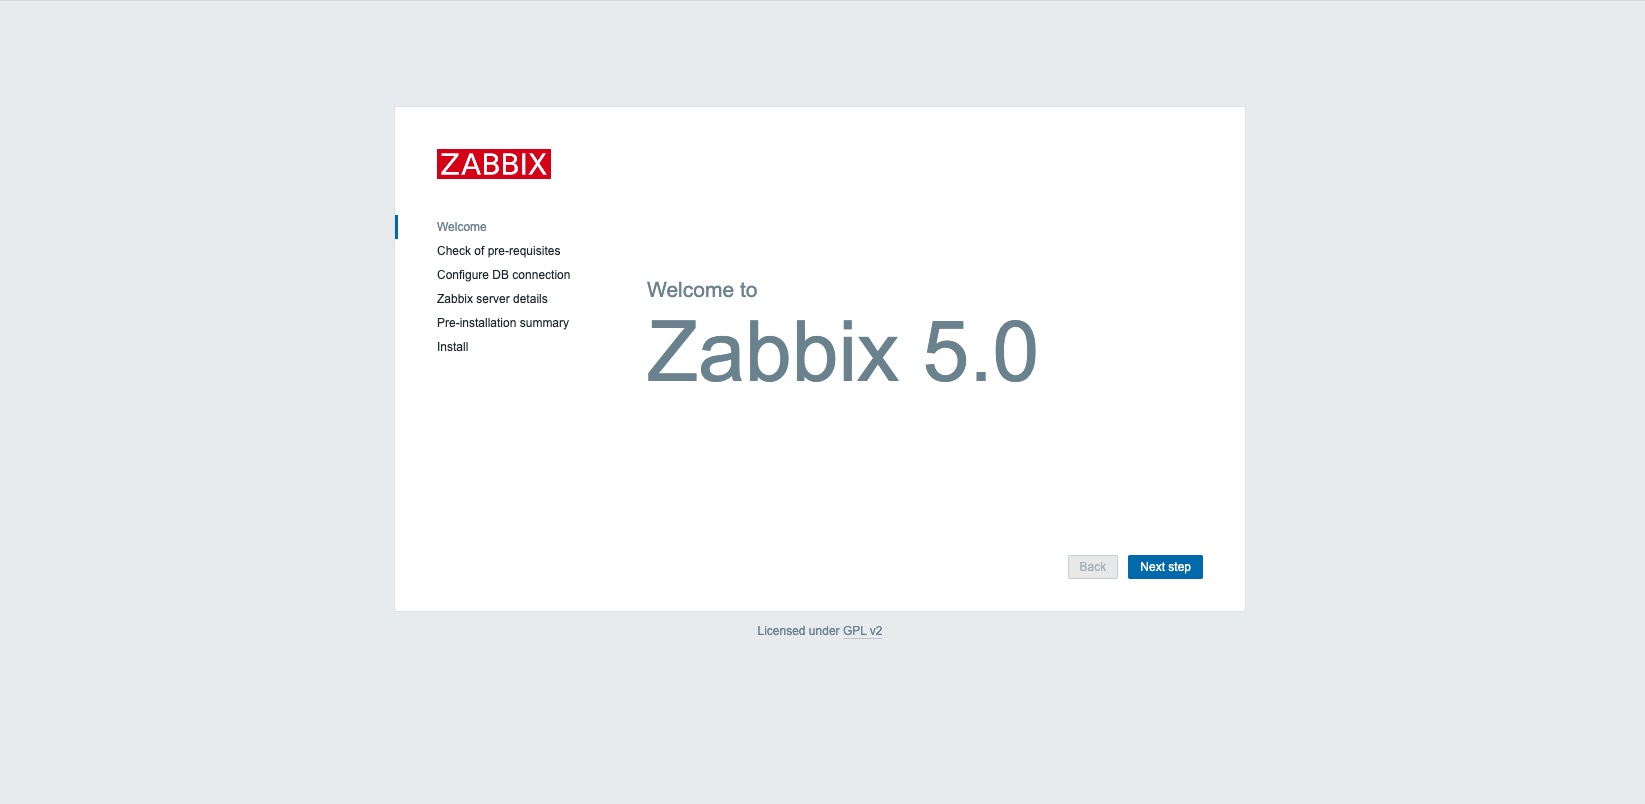 ZABBIX
Welcome
Check of pre-requisites
Configure DB connection
Zabbix server details
Pre-installation summary
Install
Welcome to
Zabbix 5.0
Back
Next step
Licensed under GPL v2